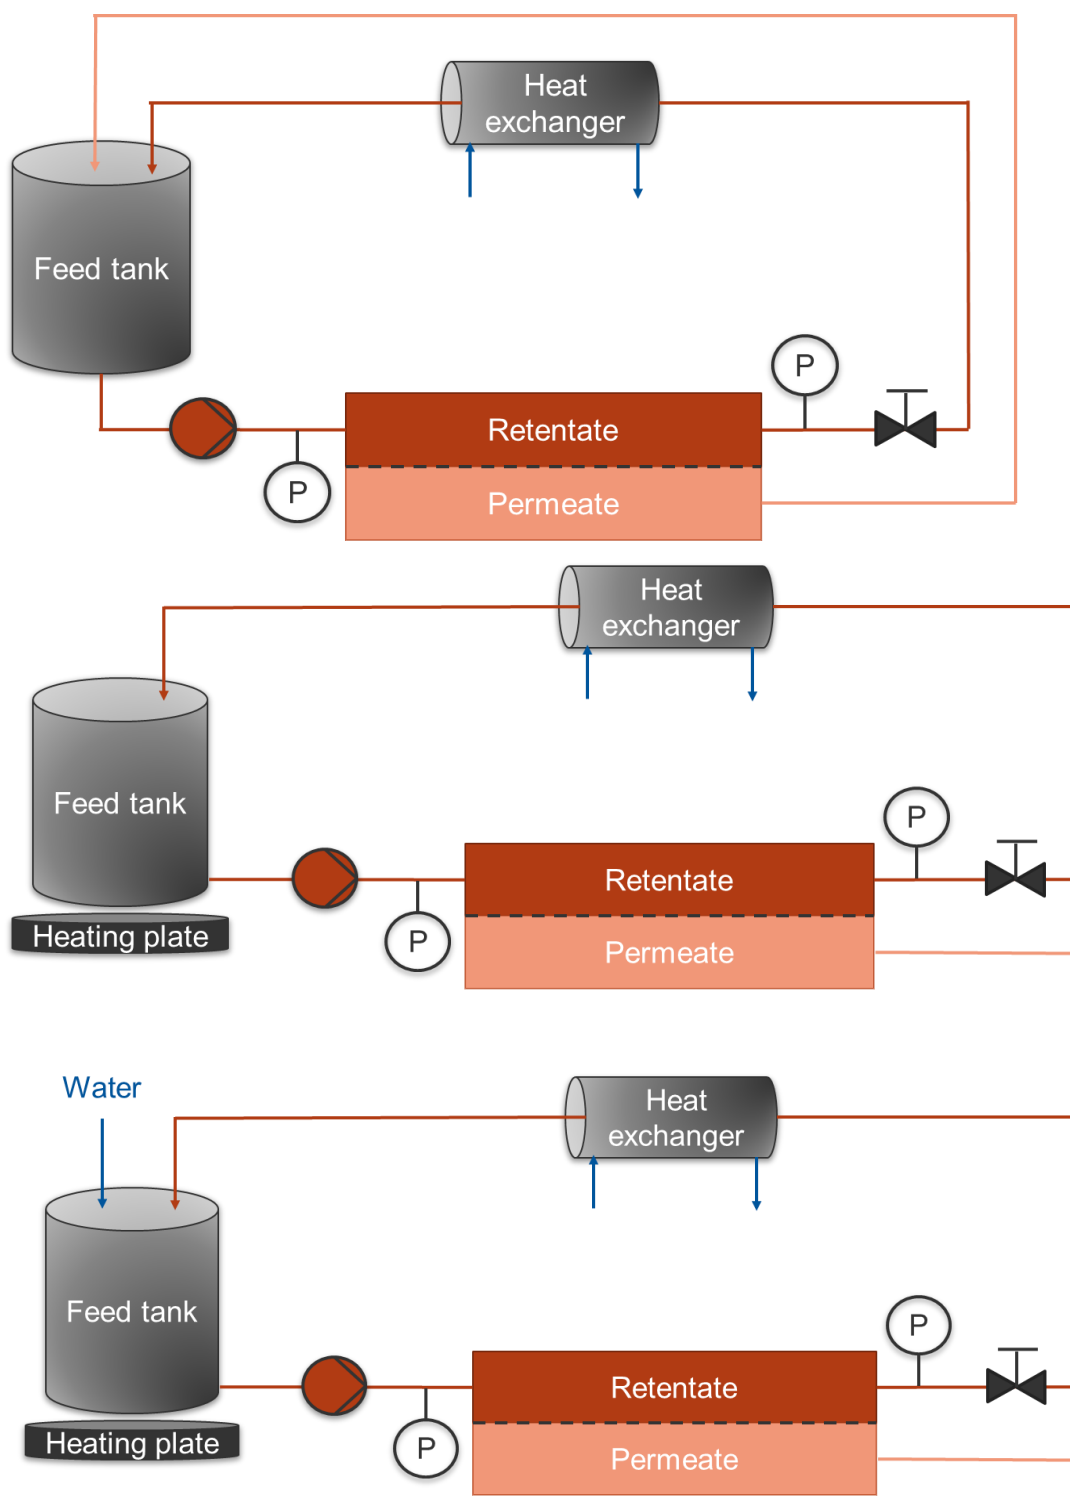 Heat
exchanger
Feed tank
P
Retentate
P
Permeate
Heat
exchanger
Feed tank
P
Retentate
Heating plate
P
Permeate
Water
Heat
exchanger
Feed tank
P
Retentate
Heating plate
P
Permeate